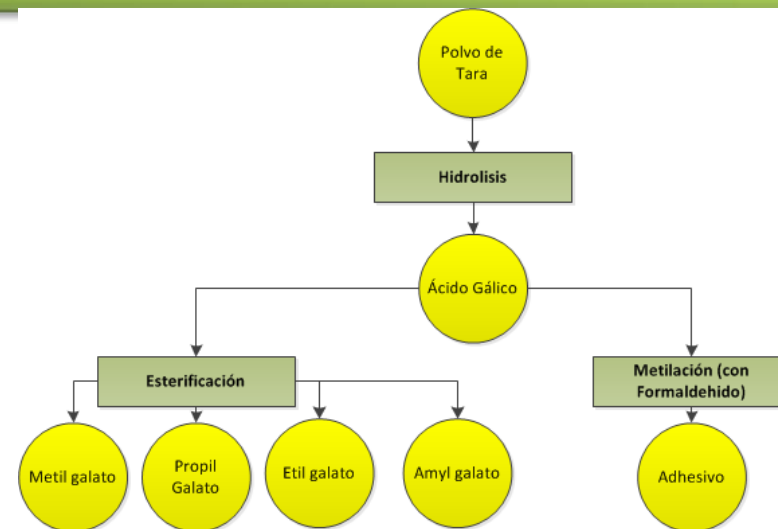 Polvo de
Tara
Hidrolisis
Ácido Gálico
Esterificación
Metilación (con
Formaldehido)
Metil galato
Propil
Galato
Etil galato
Amyl galato
Adhesivo